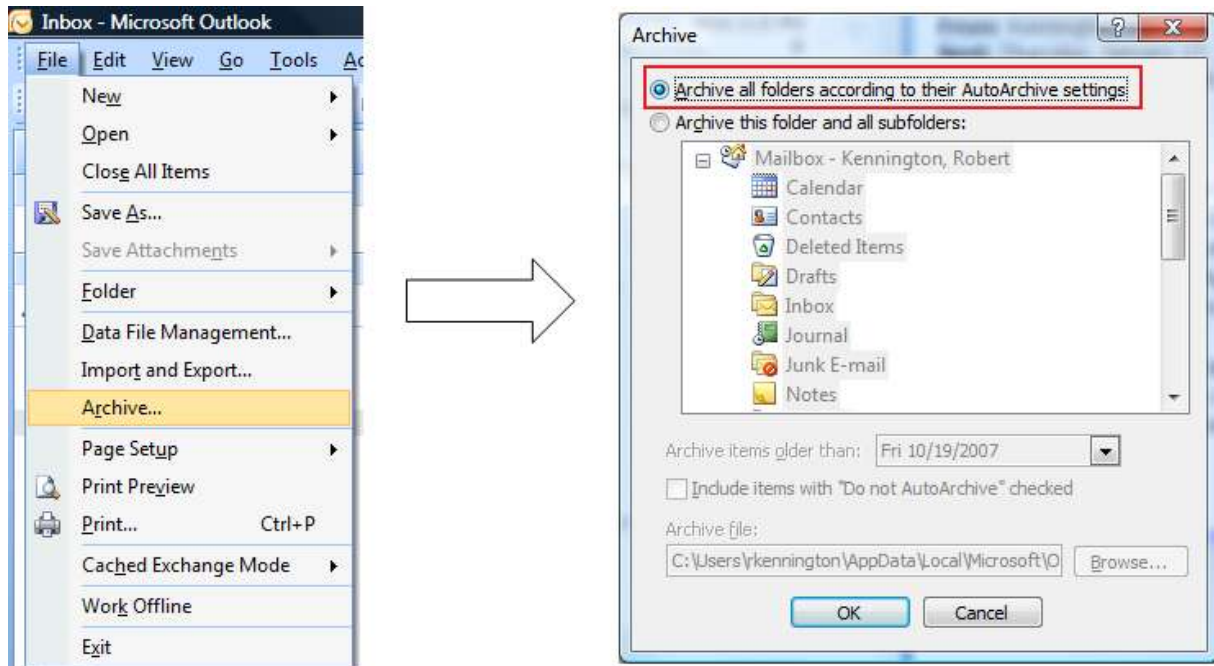 Inbox - Microsoft Outlook
File Edit View Go Tools
New
Open
Close All Items
Save As...
Save Attachments
Folder
Data File Management...
Import and Export...
Archive...
Page Setup
Print Preview
Print... Ctrl+P
Cached Exchange Mode
Work Offline
Exit
Archive
Archive all folders according to their AutoArchive settings
Archive this folder and all subfolders:
Mailbox - Kennington, Robert
Calendar
Contacts
Deleted Items
Drafts
Inbox
Journal
Junk E-mail
Notes
Archive items older than: Fri 10/19/2007
Include items with "Do not AutoArchive" checked
Archive file:
C:\Users\rkennington\AppData\Local\Microsoft\O Browse...
OK Cancel